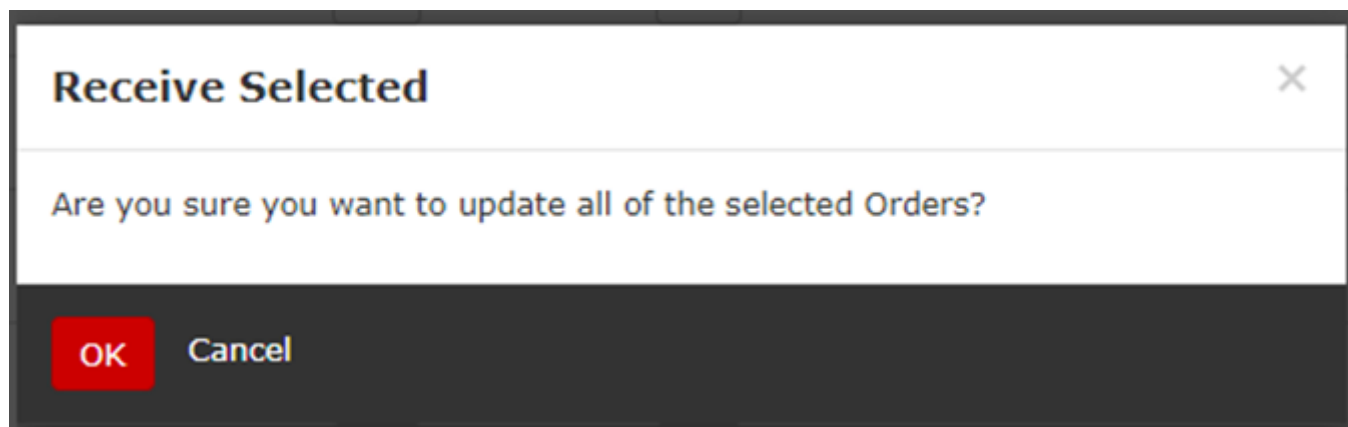 Receive Selected
×
Are you sure you want to update all of the selected Orders?
OK Cancel